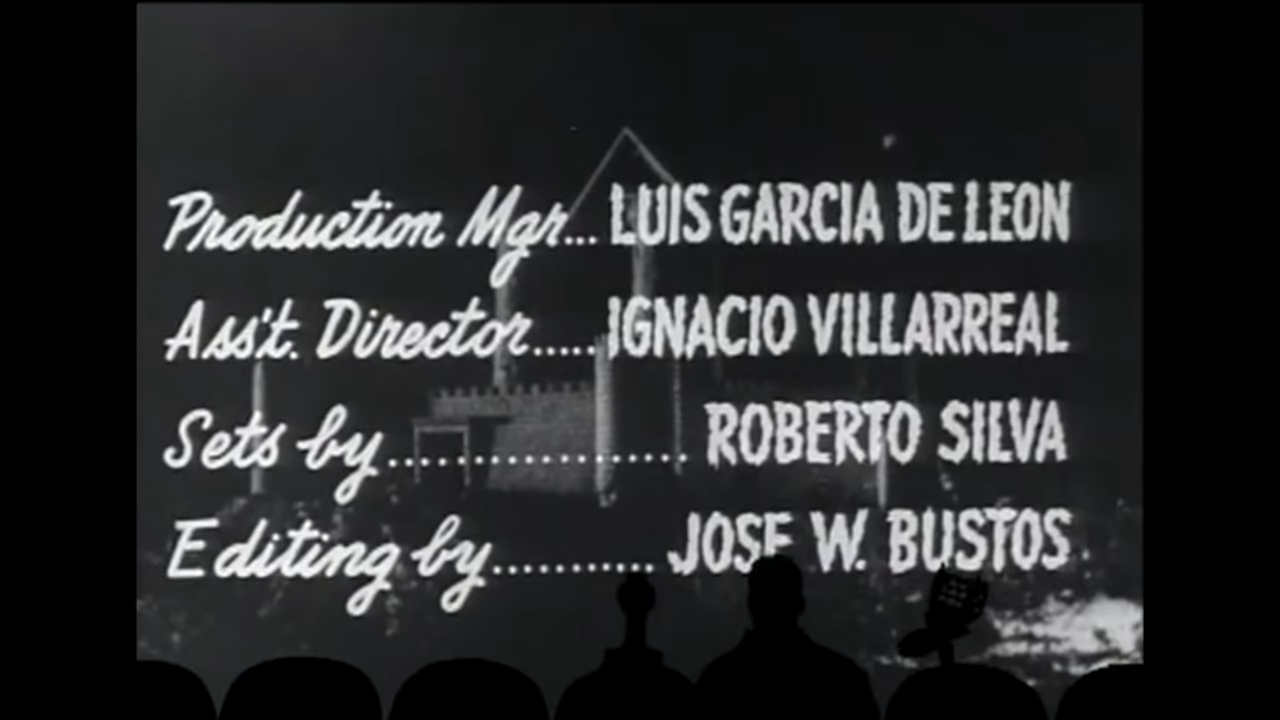 Production Mgr... LUIS GARCIA DE LEON
Ass't. Director..... IGNACIO VILLARREAL
Sets by.................. ROBERTO SILVA
Editing by........... JOSE W. BUSTOS